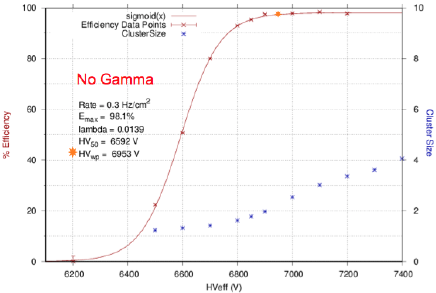 sigmoid(x)
Efficiency Data Points
ClusterSize
No Gamma
Rate = 0.3 Hz/cm²
Emax = 98.1%
lambda = 0.0139
HV50 = 6592 V
HVwp = 6953 V
% Efficiency
100
80
60
40
20
0
Cluster Size
10
8
6
4
2
0
6200 6400 6600 6800 7000 7200 7400
HVeff (V)